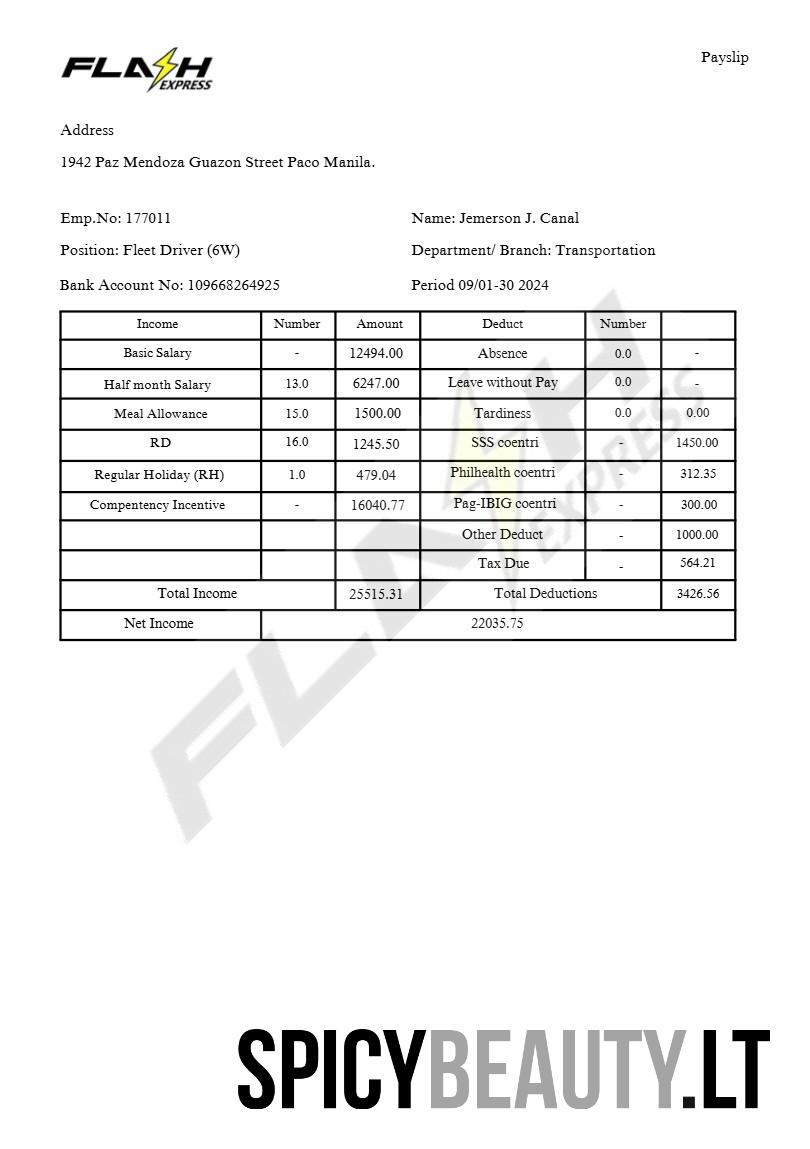 FLASH EXPRESS
Payslip
Address
1942 Paz Mendoza Guazon Street Paco Manila.
Emp.No: 177011 Name: Jemerson J. Canal
Position: Fleet Driver (6W) Department/ Branch: Transportation
Bank Account No: 109668264925 Period 09/01-30 2024
Income Number Amount Deduct Number
Basic Salary - 12494.00 Absence 0.0 -
Half month Salary 13.0 6247.00 Leave without Pay 0.0 -
Meal Allowance 15.0 1500.00 Tardiness 0.0 0.00
RD 16.0 1245.50 SSS coentri - 1450.00
Regular Holiday (RH) 1.0 479.04 Philhealth coentri - 312.35
Compentency Incentive - 16040.77 Pag-IBIG coentri - 300.00
Other Deduct - 1000.00
Tax Due - 564.21
Total Income 25515.31 Total Deductions 3426.56
Net Income 22035.75
FLASH EXPRESS
SPICYBEAUTY.LT